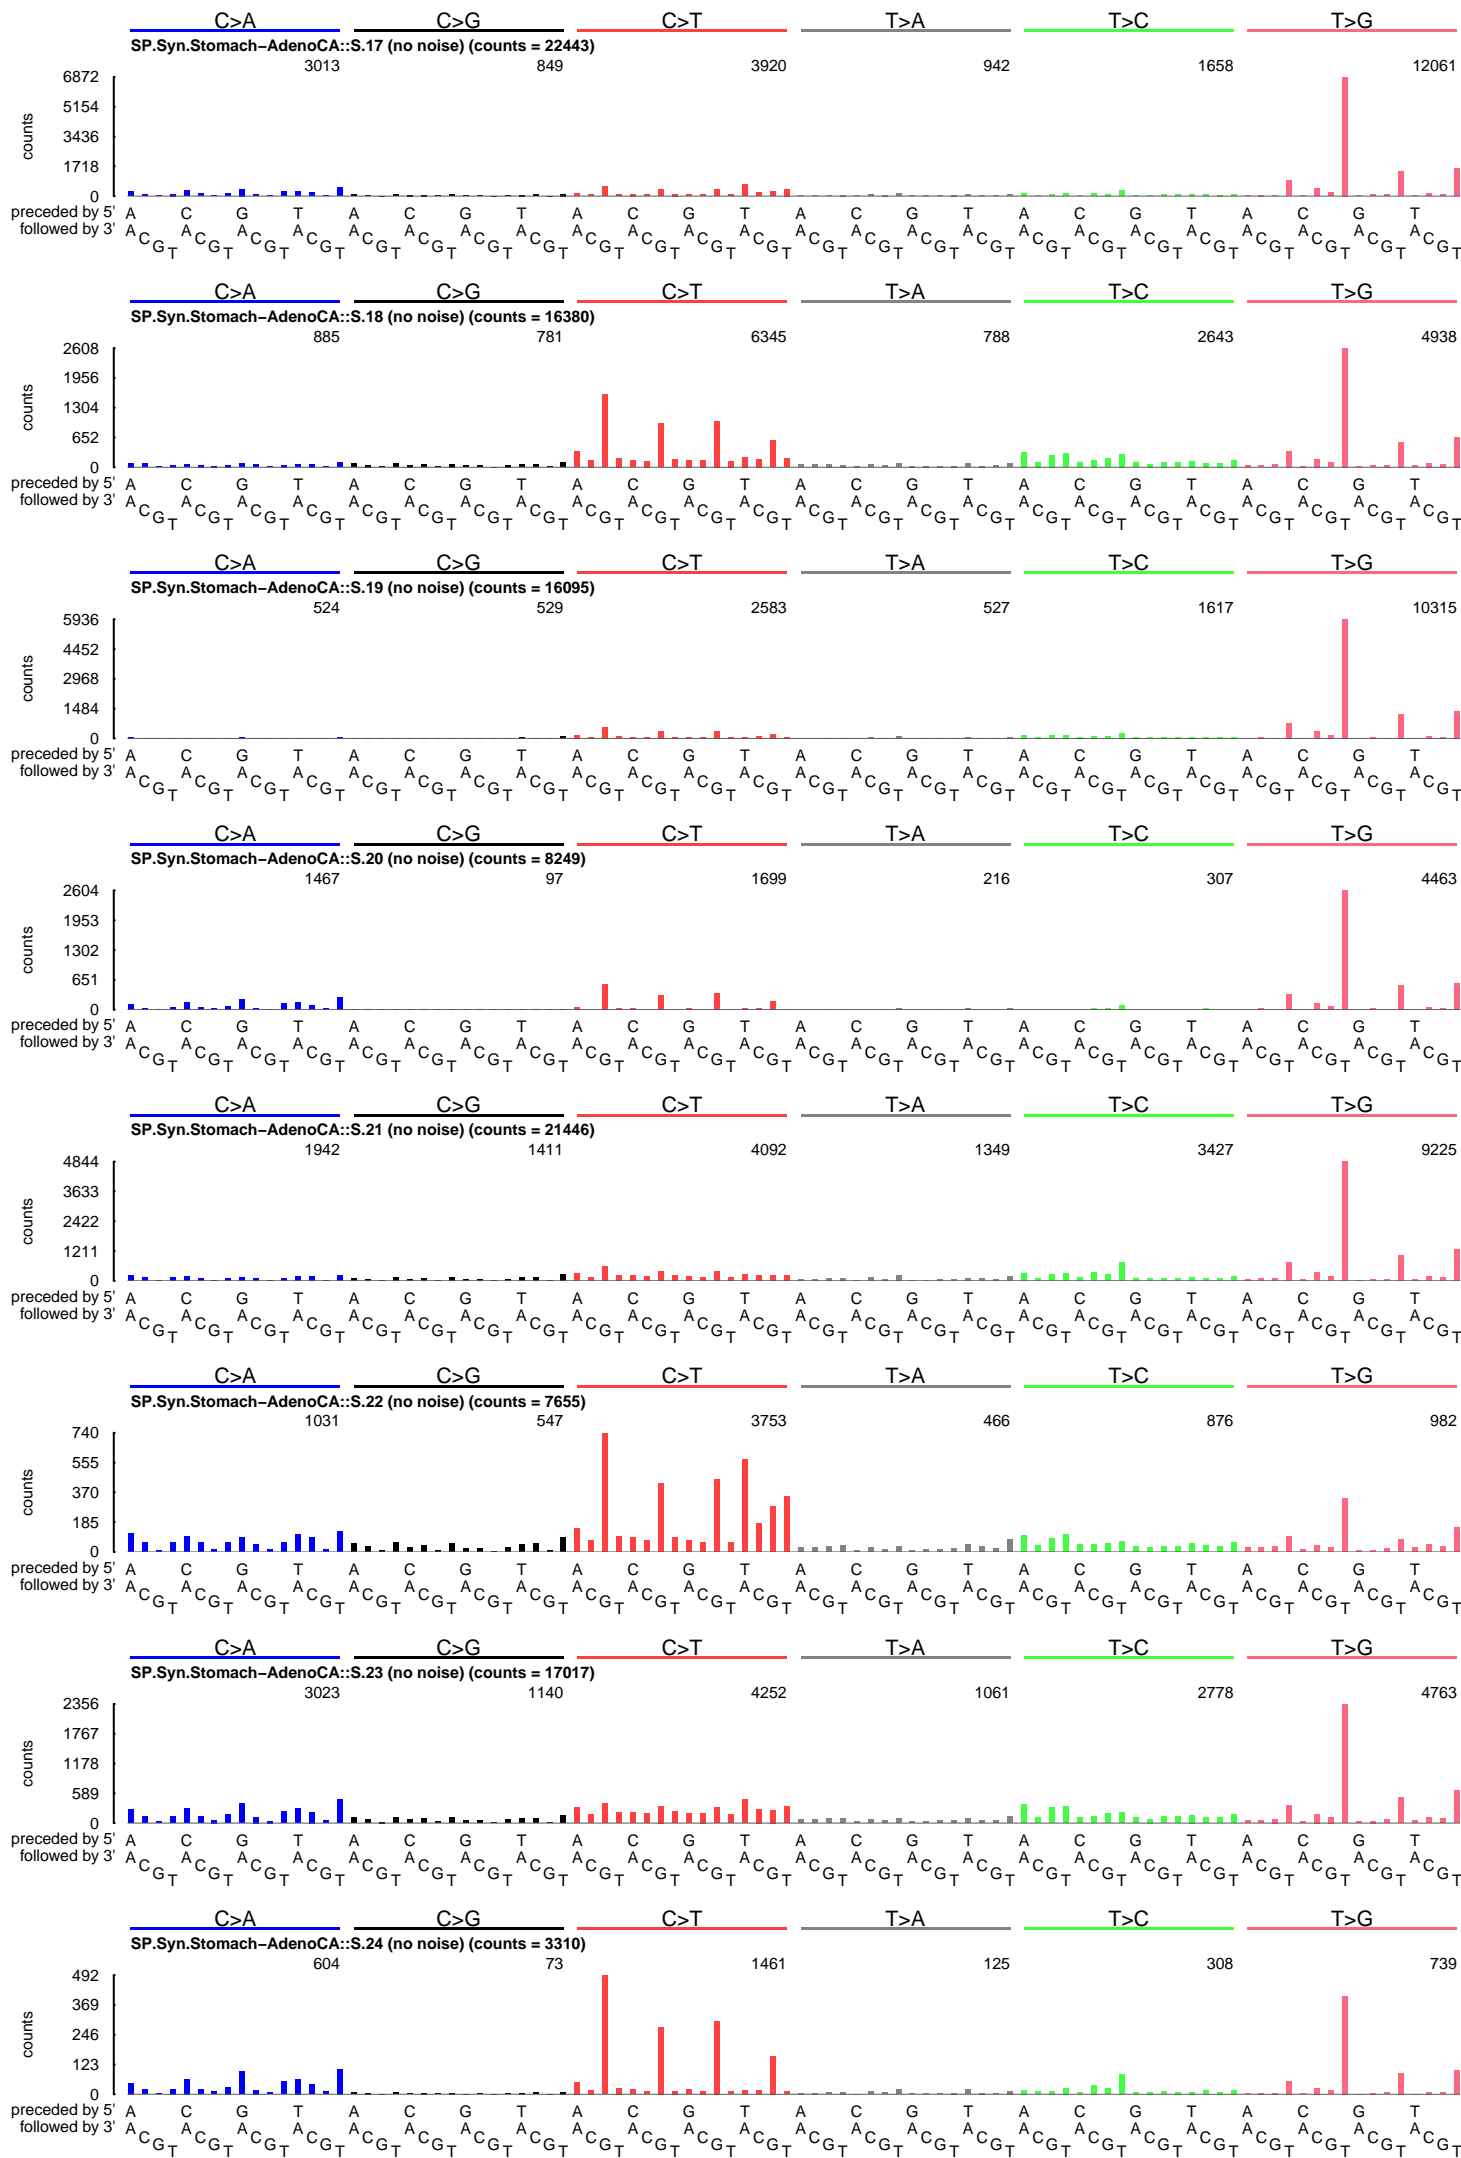 C>A C>G C>T T>A T>C T>G
SP.Syn.Stomach−AdenoCA::S.17 (no noise) (counts = 22443)
3013 849 3920 942 1658 12061
6872
5154
3436
1718
0
counts
preceded by 5' A C G T A C G T A C G T A C G T A C G T A C G T
followed by 3' A C G T A C G T A C G T A C G T A C G T A C G T A C G T A C G T A C G T A C G T A C G T A C G T A C G T A C G T A C G T A C G T A C G T A C G T A C G T A C G T A C G T A C G T A C G T A C G T
C>A C>G C>T T>A T>C T>G
SP.Syn.Stomach−AdenoCA::S.18 (no noise) (counts = 16380)
885 781 6345 788 2643 4938
2608
1956
1304
652
0
counts
preceded by 5' A C G T A C G T A C G T A C G T A C G T A C G T
followed by 3' A C G T A C G T A C G T A C G T A C G T A C G T A C G T A C G T A C G T A C G T A C G T A C G T A C G T A C G T A C G T A C G T A C G T A C G T A C G T A C G T A C G T A C G T A C G T A C G T
C>A C>G C>T T>A T>C T>G
SP.Syn.Stomach−AdenoCA::S.19 (no noise) (counts = 16095)
524 529 2583 527 1617 10315
5936
4452
2968
1484
0
counts
preceded by 5' A C G T A C G T A C G T A C G T A C G T A C G T
followed by 3' A C G T A C G T A C G T A C G T A C G T A C G T A C G T A C G T A C G T A C G T A C G T A C G T A C G T A C G T A C G T A C G T A C G T A C G T A C G T A C G T A C G T A C G T A C G T A C G T
C>A C>G C>T T>A T>C T>G
SP.Syn.Stomach−AdenoCA::S.20 (no noise) (counts = 8249)
1467 97 1699 216 307 4463
2604
1953
1302
651
0
counts
preceded by 5' A C G T A C G T A C G T A C G T A C G T A C G T
followed by 3' A C G T A C G T A C G T A C G T A C G T A C G T A C G T A C G T A C G T A C G T A C G T A C G T A C G T A C G T A C G T A C G T A C G T A C G T A C G T A C G T A C G T A C G T A C G T A C G T
C>A C>G C>T T>A T>C T>G
SP.Syn.Stomach−AdenoCA::S.21 (no noise) (counts = 21446)
1942 1411 4092 1349 3427 9225
4844
3633
2422
1211
0
counts
preceded by 5' A C G T A C G T A C G T A C G T A C G T A C G T
followed by 3' A C G T A C G T A C G T A C G T A C G T A C G T A C G T A C G T A C G T A C G T A C G T A C G T A C G T A C G T A C G T A C G T A C G T A C G T A C G T A C G T A C G T A C G T A C G T A C G T
C>A C>G C>T T>A T>C T>G
SP.Syn.Stomach−AdenoCA::S.22 (no noise) (counts = 7655)
1031 547 3753 466 876 982
740
555
370
185
0
counts
preceded by 5' A C G T A C G T A C G T A C G T A C G T A C G T
followed by 3' A C G T A C G T A C G T A C G T A C G T A C G T A C G T A C G T A C G T A C G T A C G T A C G T A C G T A C G T A C G T A C G T A C G T A C G T A C G T A C G T A C G T A C G T A C G T A C G T
C>A C>G C>T T>A T>C T>G
SP.Syn.Stomach−AdenoCA::S.23 (no noise) (counts = 17017)
3023 1140 4252 1061 2778 4763
2356
1767
1178
589
0
counts
preceded by 5' A C G T A C G T A C G T A C G T A C G T A C G T
followed by 3' A C G T A C G T A C G T A C G T A C G T A C G T A C G T A C G T A C G T A C G T A C G T A C G T A C G T A C G T A C G T A C G T A C G T A C G T A C G T A C G T A C G T A C G T A C G T A C G T
C>A C>G C>T T>A T>C T>G
SP.Syn.Stomach−AdenoCA::S.24 (no noise) (counts = 3310)
604 73 1461 125 308 739
492
369
246
123
0
counts
preceded by 5' A C G T A C G T A C G T A C G T A C G T A C G T
followed by 3' A C G T A C G T A C G T A C G T A C G T A C G T A C G T A C G T A C G T A C G T A C G T A C G T A C G T A C G T A C G T A C G T A C G T A C G T A C G T A C G T A C G T A C G T A C G T A C G T